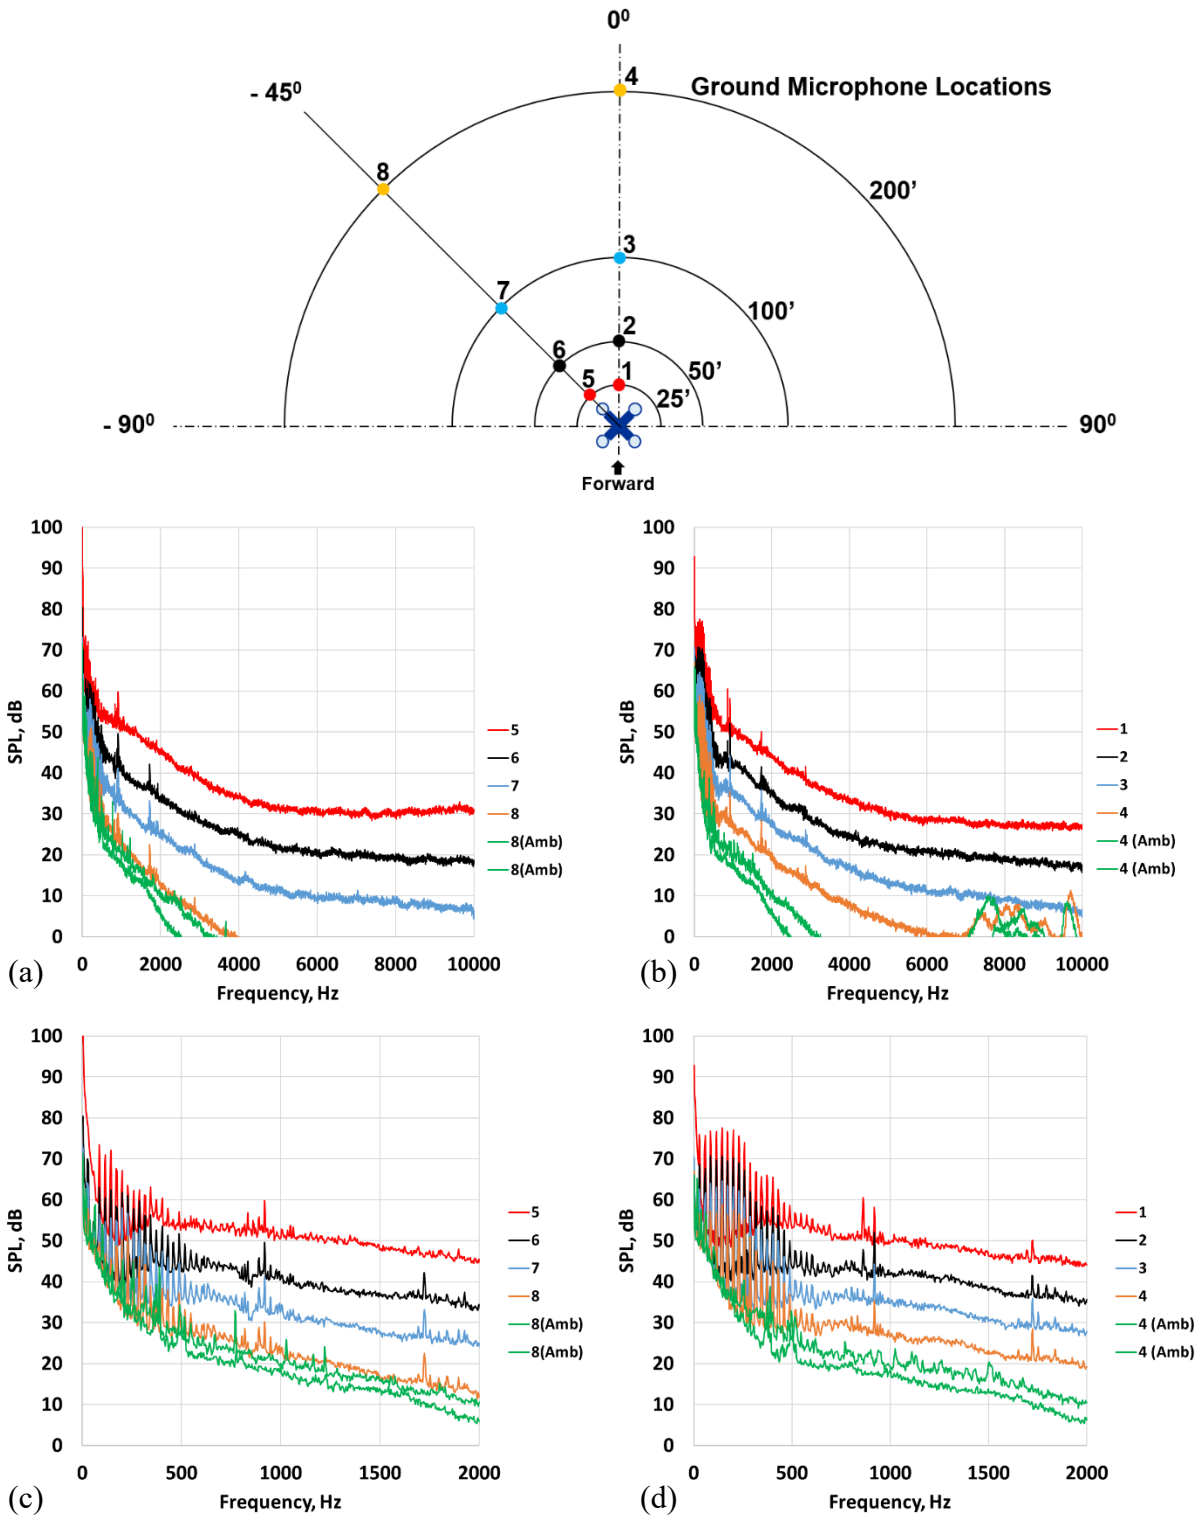 0⁰
4
Ground Microphone Locations
- 45⁰
8
200’
3
7
100’
2
6
50’
5
1
25’
- 90⁰
90⁰
Forward
100
90
80
70
60
50
40
30
20
10
0
SPL, dB
0 2000 4000 6000 8000 10000
Frequency, Hz
5
6
7
8
8(Amb)
8(Amb)
(a)
100
90
80
70
60
50
40
30
20
10
0
SPL, dB
0 2000 4000 6000 8000 10000
Frequency, Hz
1
2
3
4
4 (Amb)
4 (Amb)
(b)
100
90
80
70
60
50
40
30
20
10
0
SPL, dB
0 500 1000 1500 2000
Frequency, Hz
5
6
7
8
8(Amb)
8(Amb)
(c)
100
90
80
70
60
50
40
30
20
10
0
SPL, dB
0 500 1000 1500 2000
Frequency, Hz
1
2
3
4
4 (Amb)
4 (Amb)
(d)